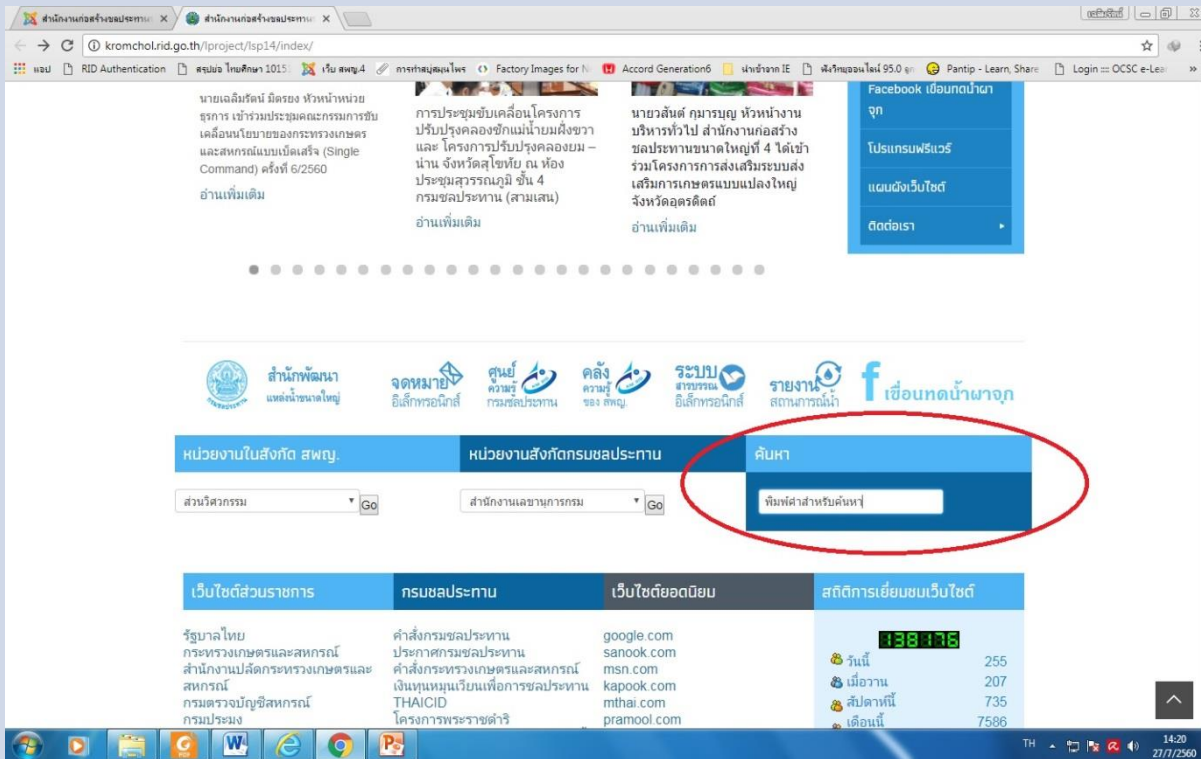 สำนักงานก่อสร้างชลประทาน
สำนักงานก่อสร้างชลประทาน
เฉลิมรัตน์
kromchol.rid.go.th/lproject/lsp14/index/
แอป
RID Authentication
สรุปย่อ ไทยศึกษา 10151
เว็บ สพญ.4
การทำสบู่สมุนไพร
Factory Images for N
Accord Generation6
นำเข้าจาก IE
ฟังวิทยุออนไลน์ 95.0 ลูก
Pantip - Learn, Share
Login ::: OCSC e-Lear
»
นายเฉลิมรัตน์ มิตรยง หัวหน้าหน่วย
ธุรการ เข้าร่วมประชุมคณะกรรมการขับ
เคลื่อนนโยบายของกระทรวงเกษตร
และสหกรณ์แบบเบ็ดเสร็จ (Single
Command) ครั้งที่ 6/2560
อ่านเพิ่มเติม
การประชุมขับเคลื่อนโครงการ
ปรับปรุงคลองชักแม่น้ำยมฝั่งขวา
และ โครงการปรับปรุงคลองยม –
น่าน จังหวัดสุโขทัย ณ ห้อง
ประชุมสุวรรณภูมิ ชั้น 4
กรมชลประทาน (สามเสน)
อ่านเพิ่มเติม
นายวสันต์ กุมารบุญ หัวหน้างาน
บริหารทั่วไป สำนักงานก่อสร้าง
ชลประทานขนาดใหญ่ที่ 4 ได้เข้า
ร่วมโครงการการส่งเสริมระบบส่ง
เสริมการเกษตรแบบแปลงใหญ่
จังหวัดอุตรดิตถ์
อ่านเพิ่มเติม
Facebook เขื่อนทดน้ำผา
จุก
โปรแกรมฟรีแวร์
แผนผังเว็บไซต์
ติดต่อเรา
สำนักพัฒนา
แหล่งน้ำขนาดใหญ่
จดหมาย
อิเล็กทรอนิกส์
ศูนย์
ความรู้
กรมชลประทาน
คลัง
ความรู้
ของ สพญ.
ระบบ
สารบรรณ
อิเล็กทรอนิกส์
รายงาน
สถานการณ์น้ำ
f เขื่อนทดน้ำผาจุก
หน่วยงานในสังกัด สพญ.
หน่วยงานสังกัดกรมชลประทาน
ค้นหา
ส่วนวิศวกรรม
Go
สำนักงานเลขานุการกรม
Go
พิมพ์คำสำหรับค้นหา
เว็บไซต์ส่วนราชการ
กรมชลประทาน
เว็บไซต์ยอดนิยม
สถิติการเยี่ยมชมเว็บไซต์
รัฐบาลไทย
กระทรวงเกษตรและสหกรณ์
สำนักงานปลัดกระทรวงเกษตรและ
สหกรณ์
กรมตรวจบัญชีสหกรณ์
กรมประมง
คำสั่งกรมชลประทาน
ประกาศกรมชลประทาน
คำสั่งกระทรวงเกษตรและสหกรณ์
เงินทุนหมุนเวียนเพื่อการชลประทาน
THAICID
โครงการพระราชดำริ
google.com
sanook.com
msn.com
kapook.com
mthai.com
pramool.com
138176
วันนี้ 255
เมื่อวาน 207
สัปดาห์นี้ 735
เดือนนี้ 7586
TH
14:20
27/7/2560